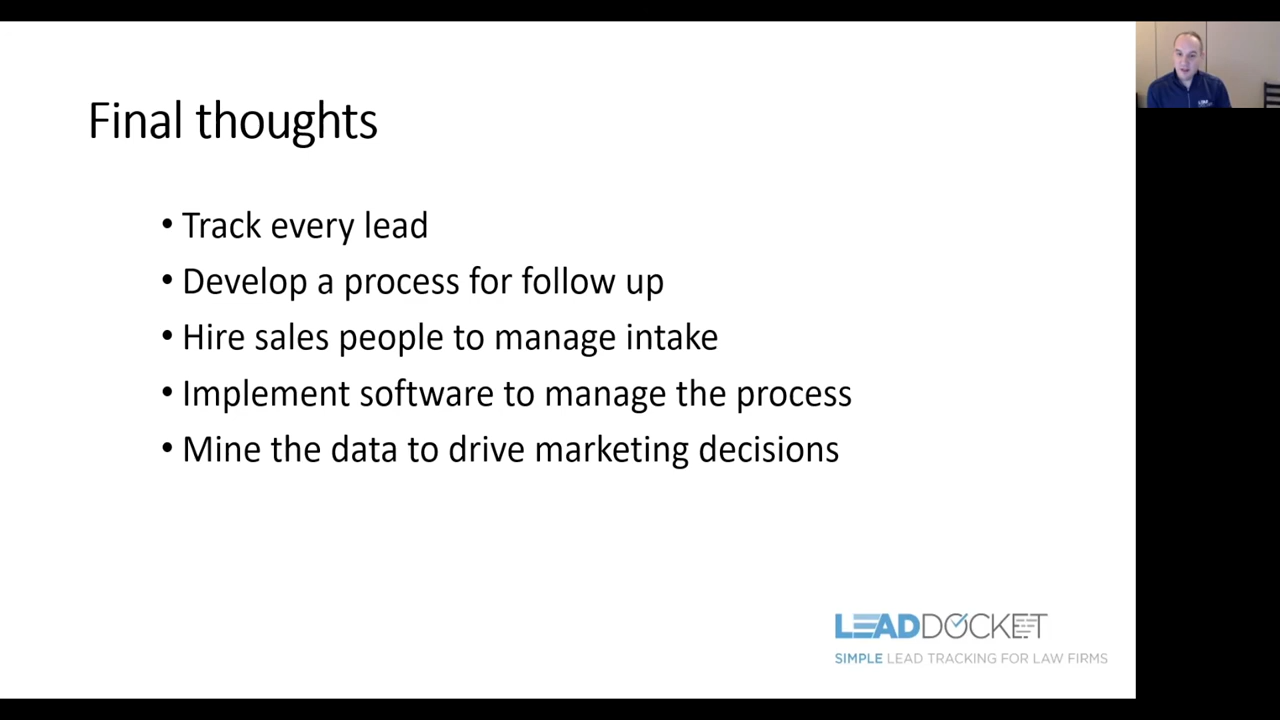 Final thoughts
• Track every lead
• Develop a process for follow up
• Hire sales people to manage intake
• Implement software to manage the process
• Mine the data to drive marketing decisions
LEADDOCKET
SIMPLE LEAD TRACKING FOR LAW FIRMS